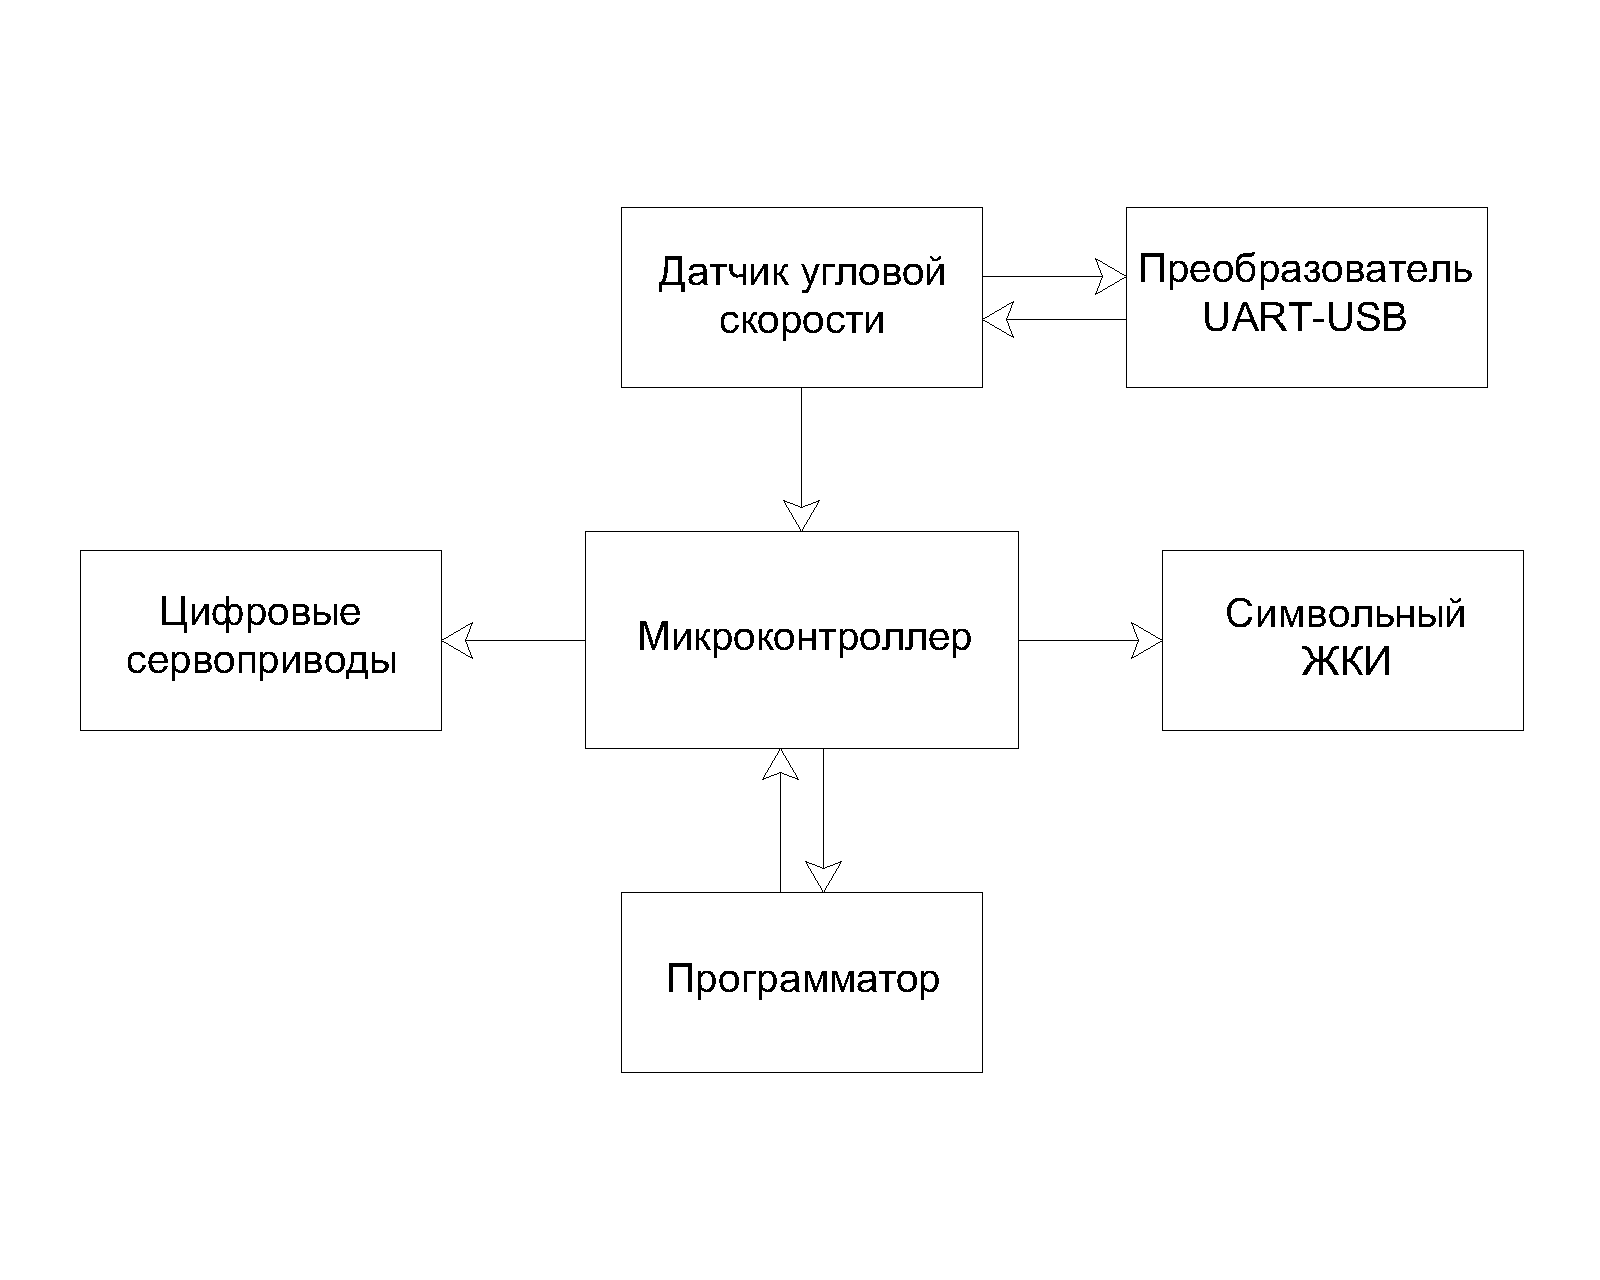 Датчик угловой
скорости
Преобразователь
UART-USB
Цифровые
сервоприводы
Микроконтроллер
Символьный
ЖКИ
Программатор